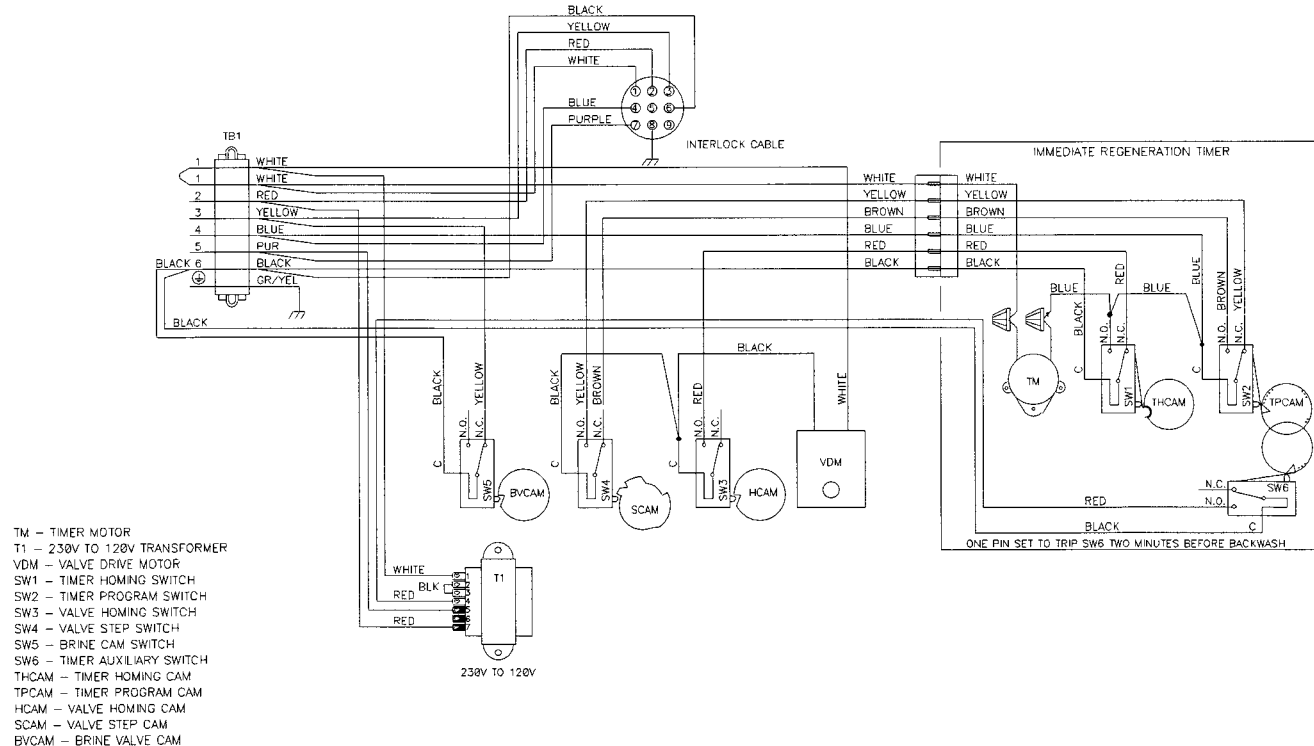 BLACK
YELLOW
RED
WHITE
1 2 3
BLUE
4 5 6
PURPLE
7 8 9
TB1
INTERLOCK CABLE
IMMEDIATE REGENERATION TIMER
1 WHITE
1 WHITE
2 RED
3 YELLOW
4 BLUE
5 PUR
BLACK 6 BLACK
GR/YEL
WHITE WHITE
YELLOW YELLOW
BROWN BROWN
BLUE BLUE
RED RED
BLACK BLACK
BLACK
BLUE
BLACK
RED
BLUE
BLUE
BROWN
YELLOW
N.O.
N.C.
N.O.
N.C.
TM
C
SW1
THCAM
C
SW2
TPCAM
BLACK
BLACK
YELLOW
YELLOW
BROWN
RED
WHITE
N.O.
N.C.
N.O.
N.C.
N.O.
N.C.
C
SW5
BVCAM
C
SW4
SCAM
C
SW3
HCAM
VDM
N.C.
N.O.
SW6
RED
BLACK
C
ONE PIN SET TO TRIP SW6 TWO MINUTES BEFORE BACKWASH
WHITE
BLK
RED
RED
1
2
3
4
7
T1
230V TO 120V
TM – TIMER MOTOR
T1 – 230V TO 120V TRANSFORMER
VDM – VALVE DRIVE MOTOR
SW1 – TIMER HOMING SWITCH
SW2 – TIMER PROGRAM SWITCH
SW3 – VALVE HOMING SWITCH
SW4 – VALVE STEP SWITCH
SW5 – BRINE CAM SWITCH
SW6 – TIMER AUXILIARY SWITCH
THCAM – TIMER HOMING CAM
TPCAM – TIMER PROGRAM CAM
HCAM – VALVE HOMING CAM
SCAM – VALVE STEP CAM
BVCAM – BRINE VALVE CAM